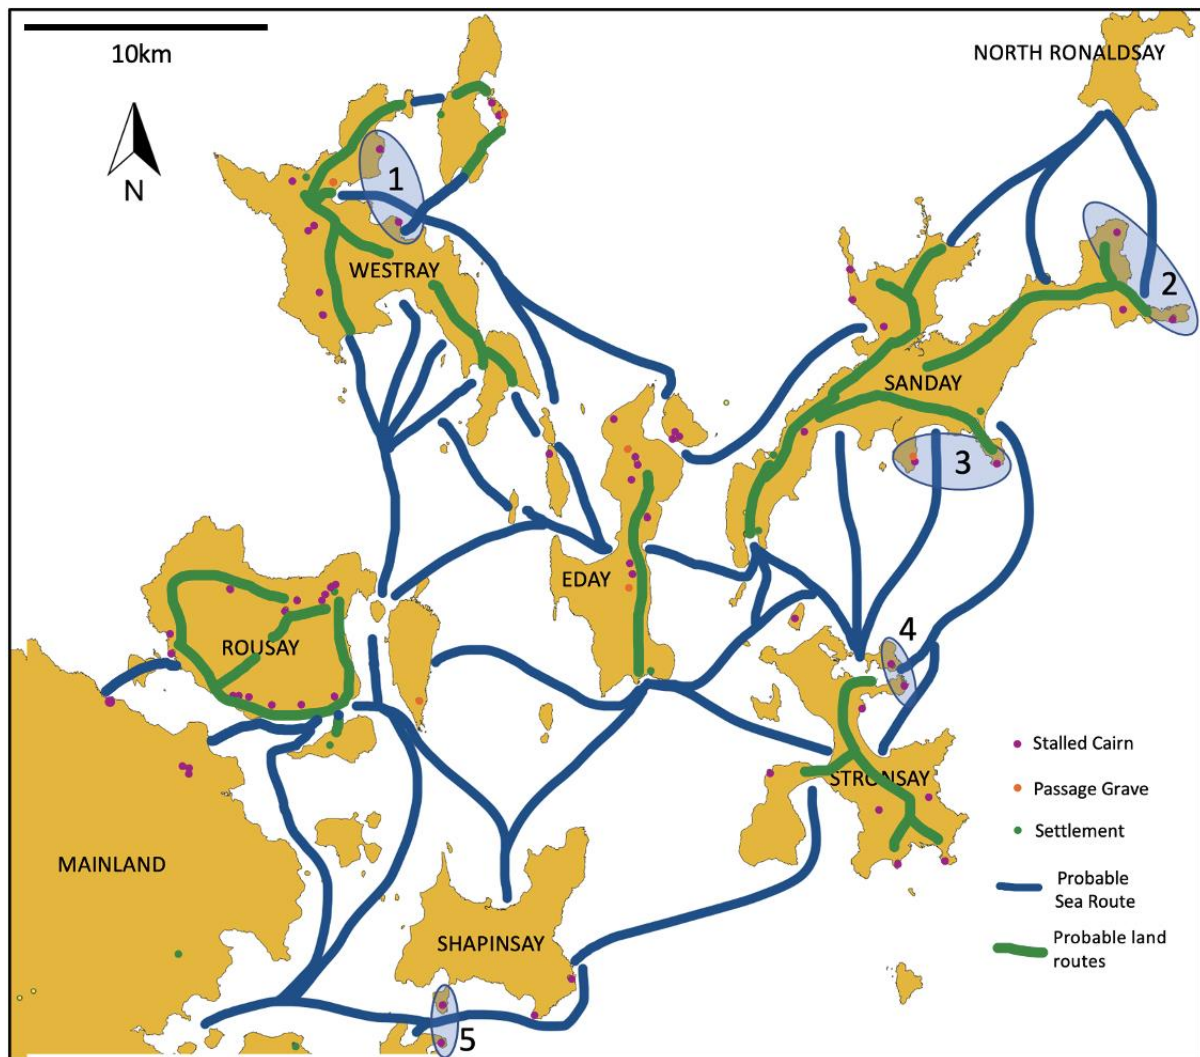 10km
NORTH RONALDSAY
N
1
WESTRAY
2
SANDAY
3
EDAY
4
ROUSAY
STRONSAY
MAINLAND
SHAPINSAY
5
Stalled Cairn
Passage Grave
Settlement
Probable
Sea Route
Probable land
routes